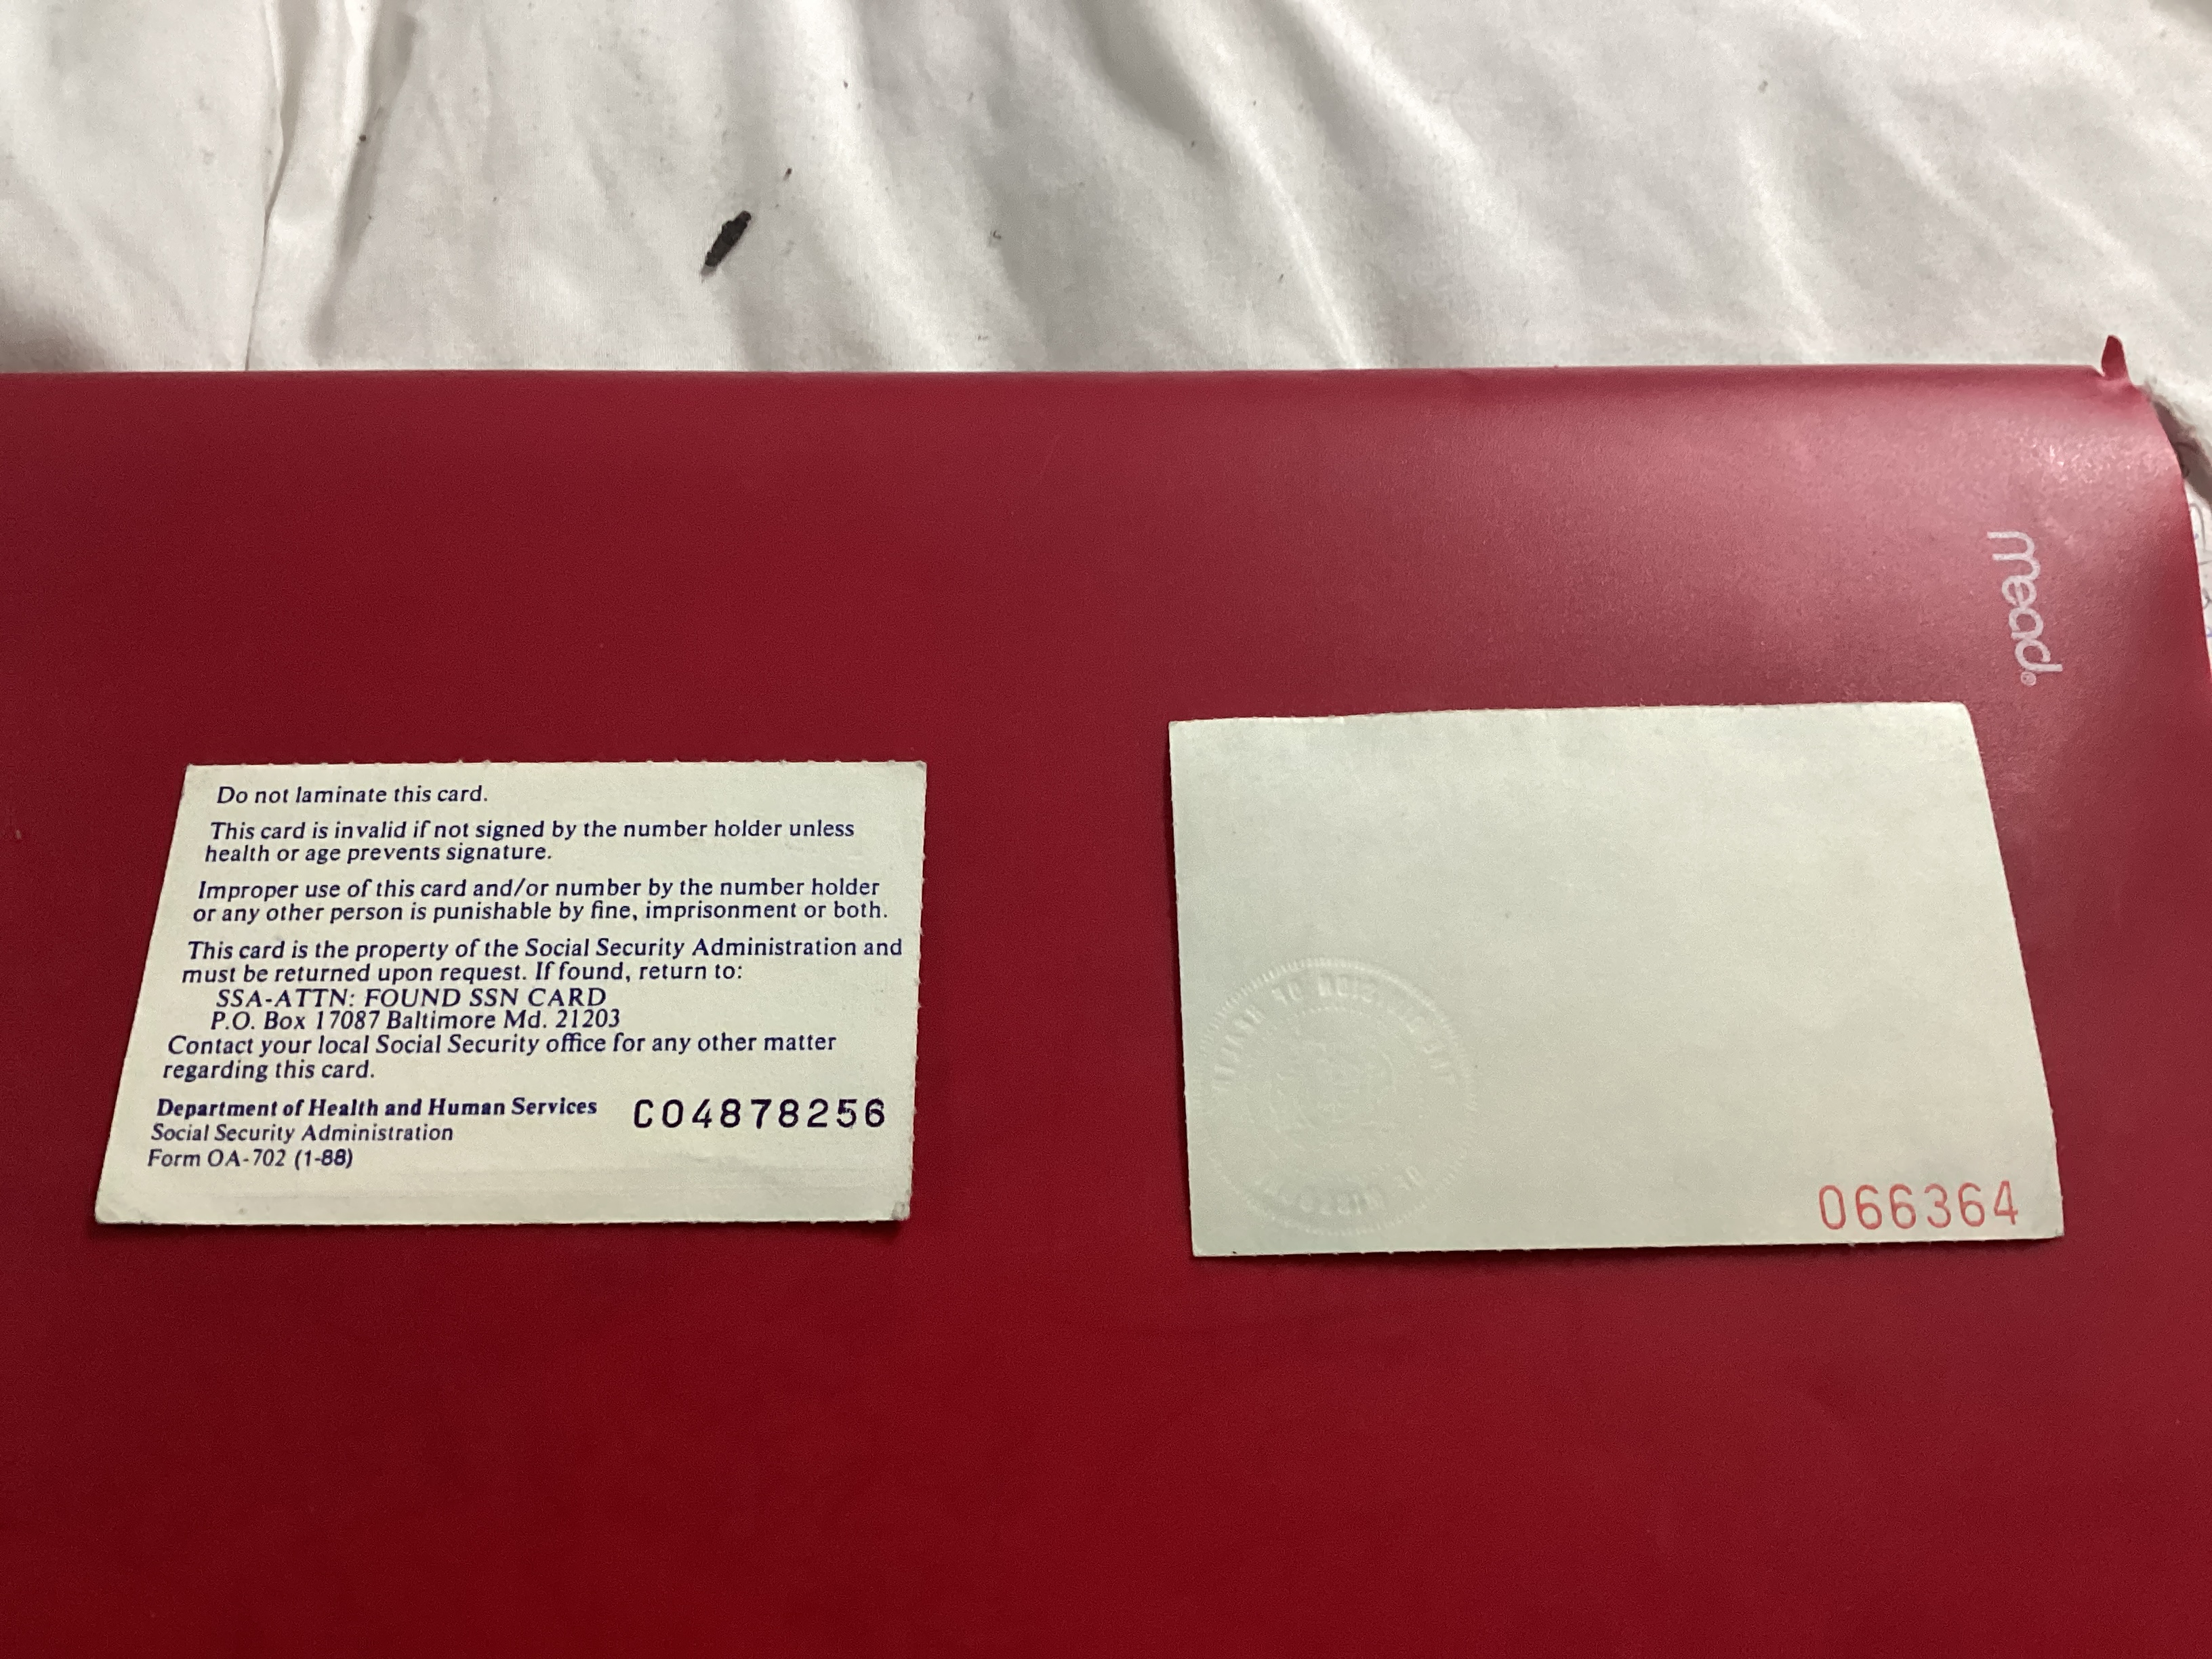 mead®
Do not laminate this card.
This card is invalid if not signed by the number holder unless
health or age prevents signature.
Improper use of this card and/or number by the number holder
or any other person is punishable by fine, imprisonment or both.
This card is the property of the Social Security Administration and
must be returned upon request. If found, return to:
SSA-ATTN: FOUND SSN CARD
P.O. Box 17087 Baltimore Md. 21203
Contact your local Social Security office for any other matter
regarding this card.
Department of Health and Human Services
C04878256
Social Security Administration
Form OA-702 (1-88)
066364